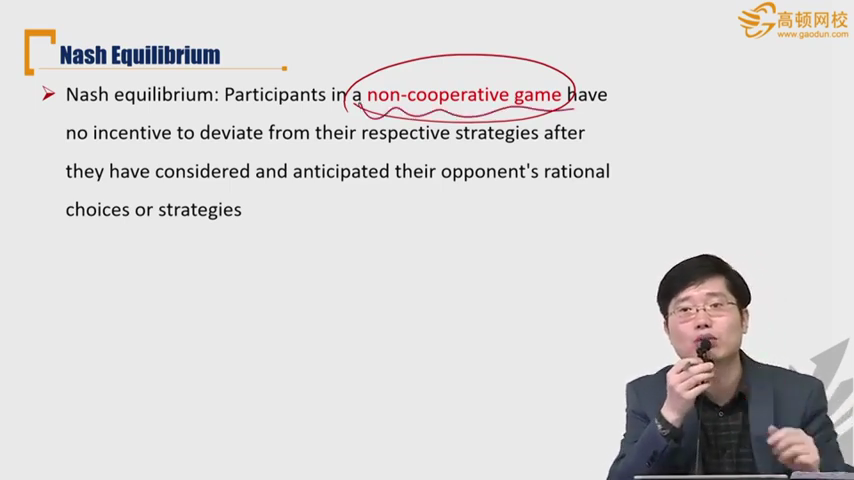 高顿网校
www.gaodun.com
Nash Equilibrium
Nash equilibrium: Participants in a non-cooperative game have
no incentive to deviate from their respective strategies after
they have considered and anticipated their opponent's rational
choices or strategies